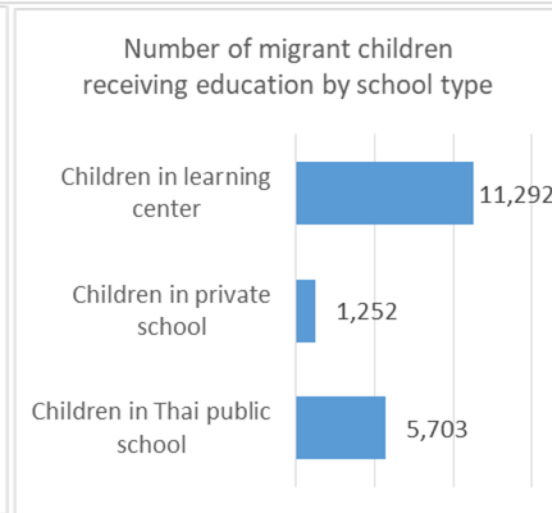 Number of migrant children
receiving education by school type
Children in learning
center
11,292
Children in private
school
1,252
Children in Thai public
school
5,703